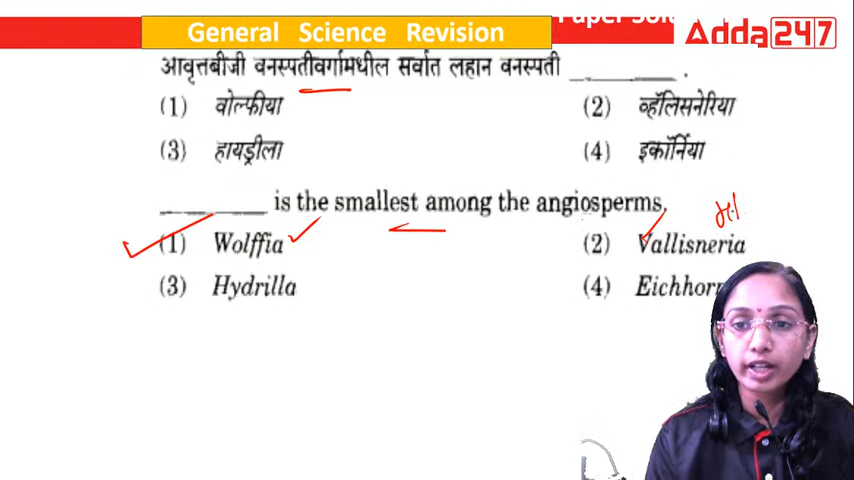 General Science Revision
Adda247
आवृत्तबीजी वनस्पतीवर्गामधील सर्वात लहान वनस्पती ________ .
(1) वोल्फीया
(2) व्हॅलिसनेरिया
(3) हायड्रीला
(4) इकॉर्निया
________ is the smallest among the angiosperms.
(1) Wolffia
(2) Vallisneria
(3) Hydrilla
(4)